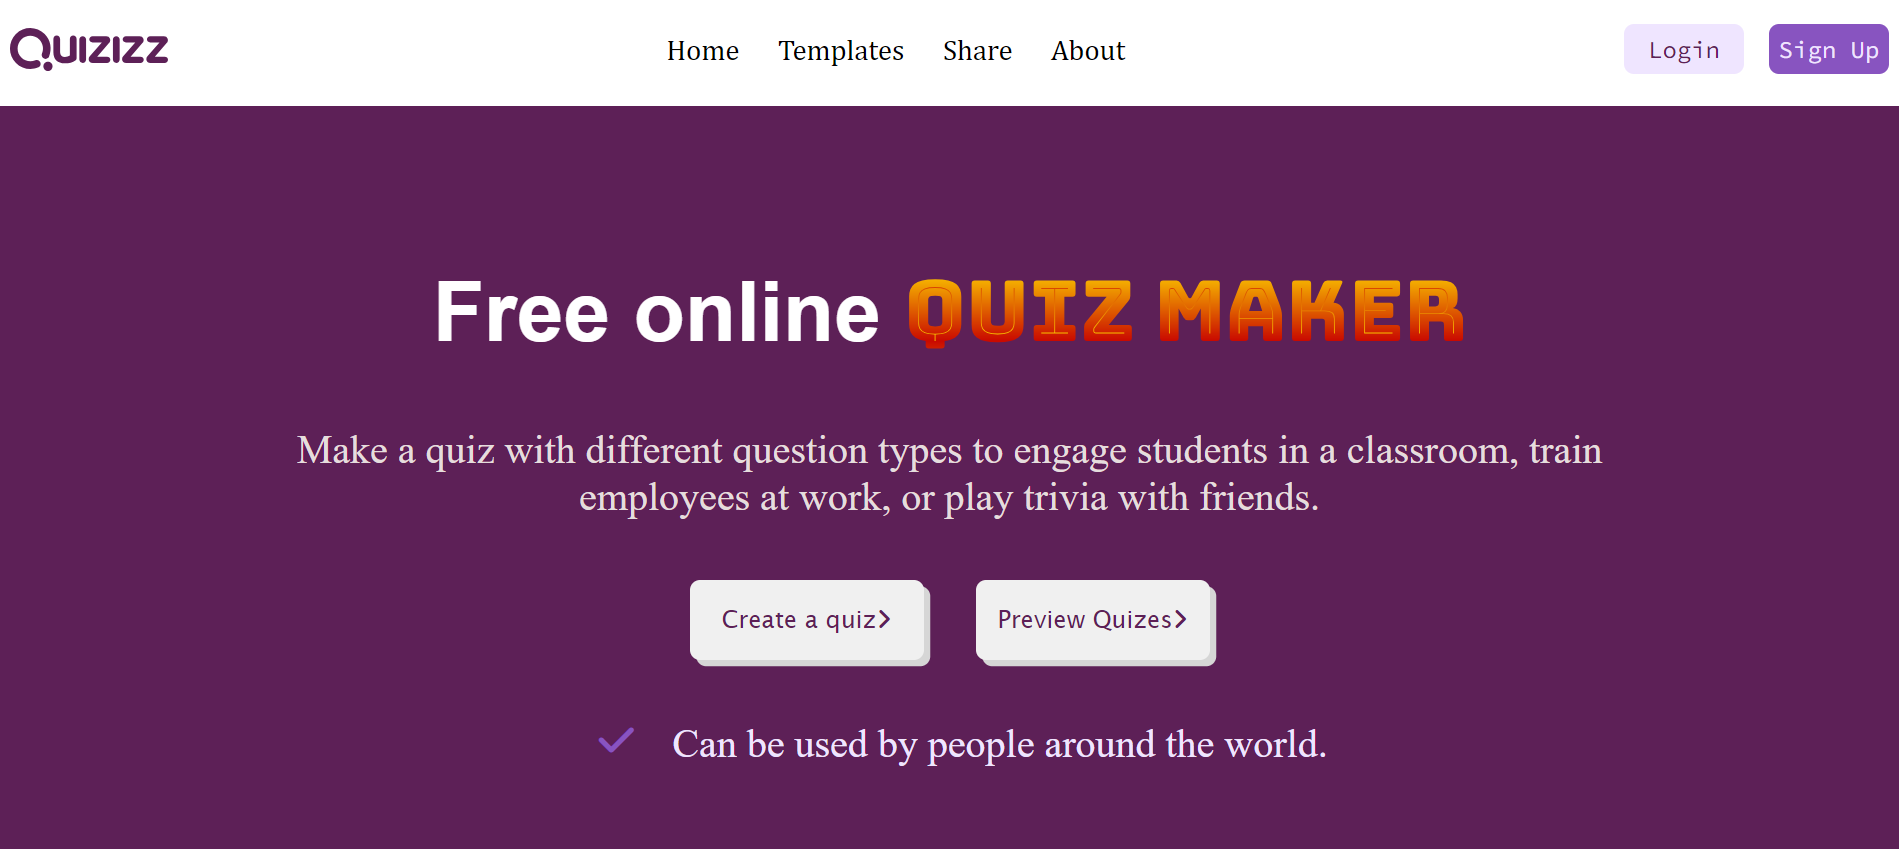 Quizizz
Home Templates Share About
Login Sign Up
Free online QUIZ MAKER
Make a quiz with different question types to engage students in a classroom, train
employees at work, or play trivia with friends.
Create a quiz
Preview Quizes
Can be used by people around the world.